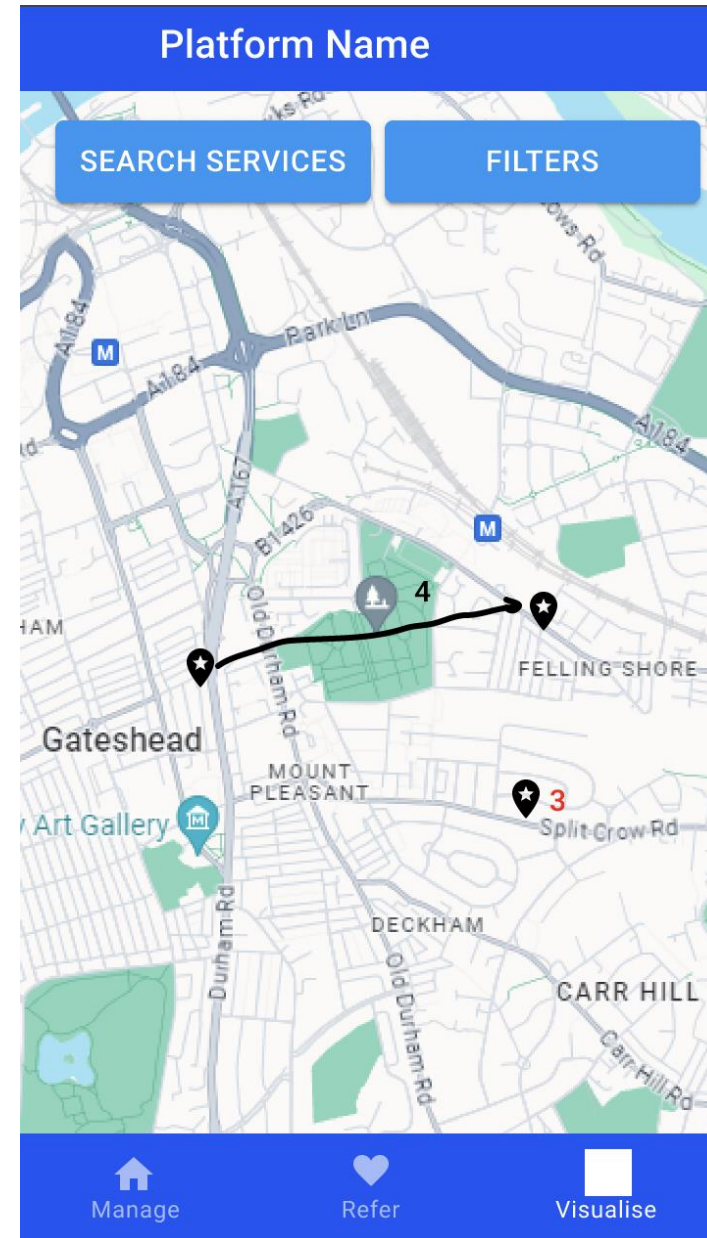 Platform Name
SEARCH SERVICES
FILTERS
A184
M
Park Ln
A184
A184
A167
B1426
M
4
Old Durham Rd
FELLING SHORE
Gateshead
MOUNT
PLEASANT
3
Art Gallery
M
Split Crow Rd
Durham Rd
DECKHAM
Old Durham Rd
CARR HILL
Carr Hill Rd
Manage
Refer
Visualise